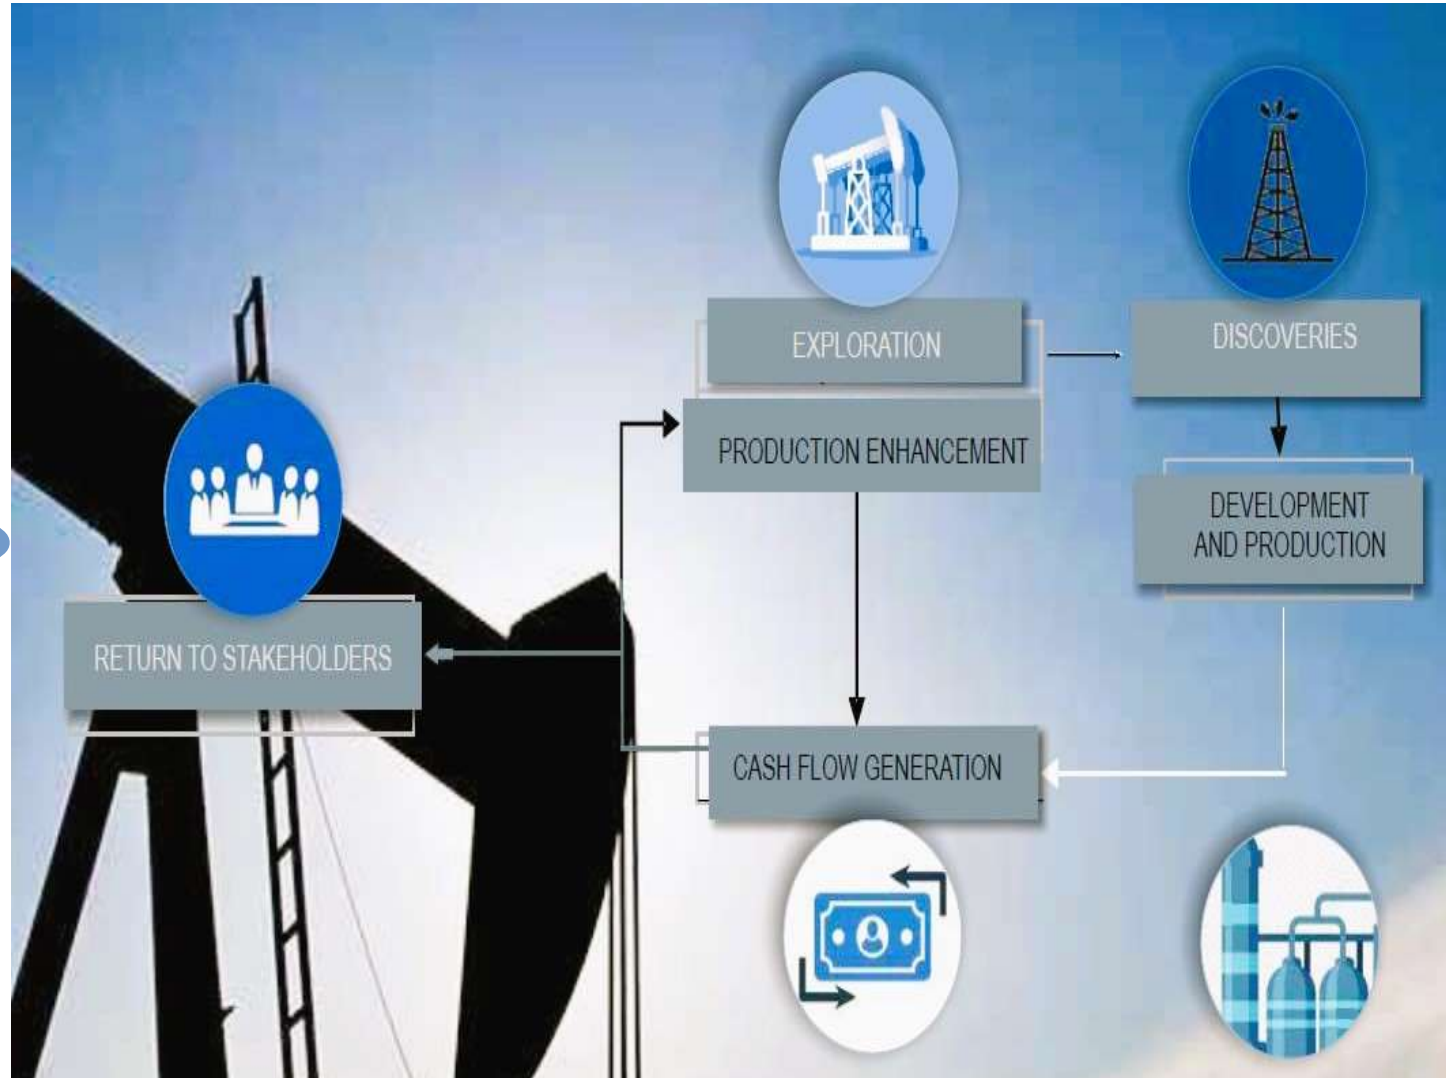 EXPLORATION
DISCOVERIES
PRODUCTION ENHANCEMENT
DEVELOPMENT
AND PRODUCTION
RETURN TO STAKEHOLDERS
CASH FLOW GENERATION